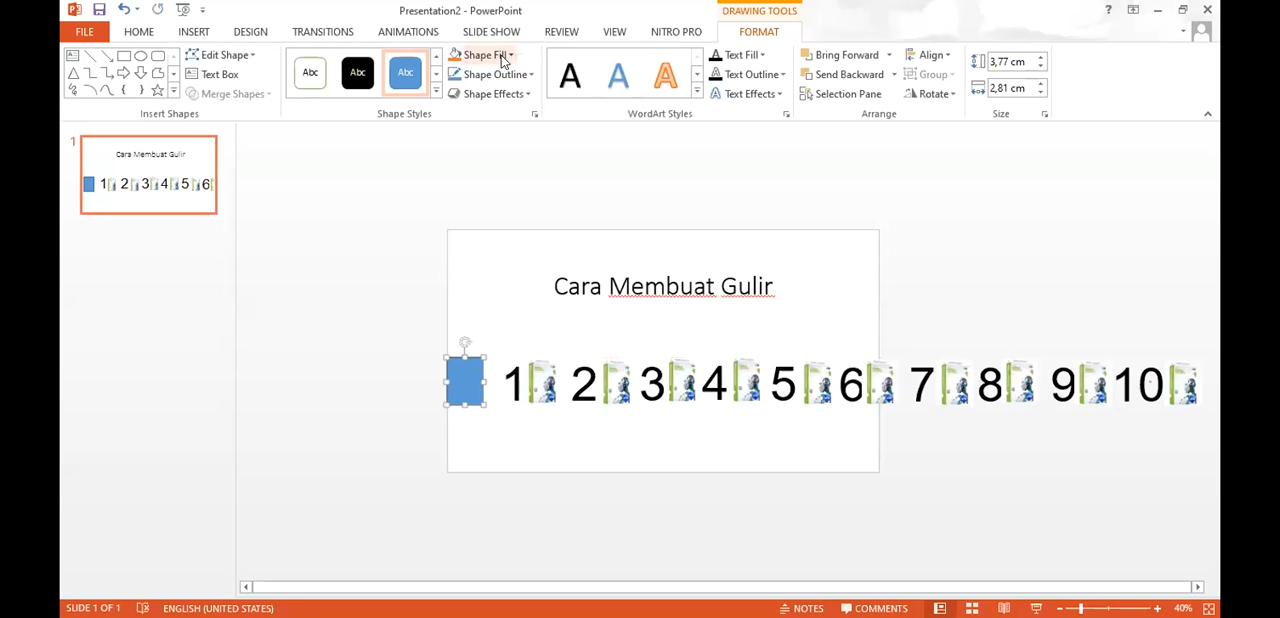 Presentation2 - PowerPoint
DRAWING TOOLS
?
FILE HOME INSERT DESIGN TRANSITIONS ANIMATIONS SLIDE SHOW REVIEW VIEW NITRO PRO FORMAT
Edit Shape
Text Box
Merge Shapes
Insert Shapes
Abc Abc Abc
Shape Styles
Shape Fill
Shape Outline
Shape Effects
A A A
WordArt Styles
Text Fill
Text Outline
Text Effects
Bring Forward
Send Backward
Selection Pane
Align
Group
Rotate
Arrange
3,77 cm
2,81 cm
Size
1
Cara Membuat Gulir
1 2 3 4 5 6
Cara Membuat Gulir
1 2 3 4 5 6 7 8 9 10
SLIDE 1 OF 1 ENGLISH (UNITED STATES) NOTES COMMENTS 40%